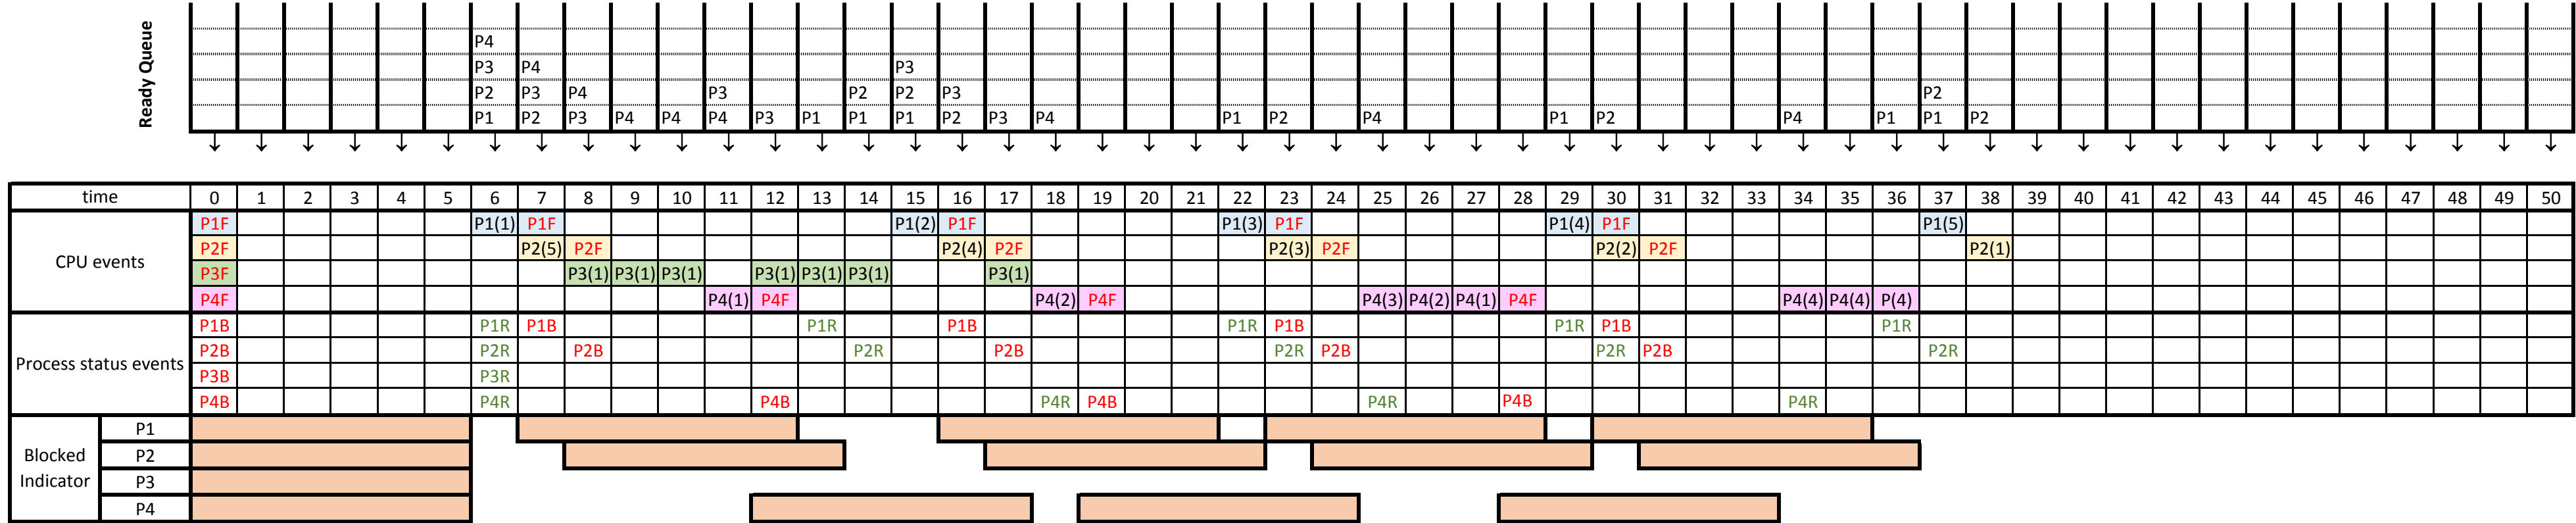 Ready Queue
P4
P3 P4 P3
P2 P3 P4 P3 P2 P2 P3 P2
P1 P2 P3 P4 P4 P4 P3 P1 P1 P1 P2 P3 P4 P1 P2 P4 P1 P2 P4 P1 P1 P2
time 0 1 2 3 4 5 6 7 8 9 10 11 12 13 14 15 16 17 18 19 20 21 22 23 24 25 26 27 28 29 30 31 32 33 34 35 36 37 38 39 40 41 42 43 44 45 46 47 48 49 50
CPU events
P1F P1(1) P1F P1(2) P1F P1(3) P1F P1(4) P1F P1(5)
P2F P2(5) P2F P2(4) P2F P2(3) P2F P2(2) P2F P2(1)
P3F P3(1) P3(1) P3(1) P3(1) P3(1) P3(1) P3(1)
P4F P4(1) P4F P4(2) P4F P4(3) P4(2) P4(1) P4F P4(4) P4(4) P(4)
Process status events
P1B P1R P1B P1R P1B P1R P1B P1R P1B P1R
P2B P2R P2B P2R P2B P2R P2B P2R P2B P2R
P3B P3R
P4B P4R P4B P4R P4B P4R P4B P4R
Blocked Indicator
P1
P2
P3
P4